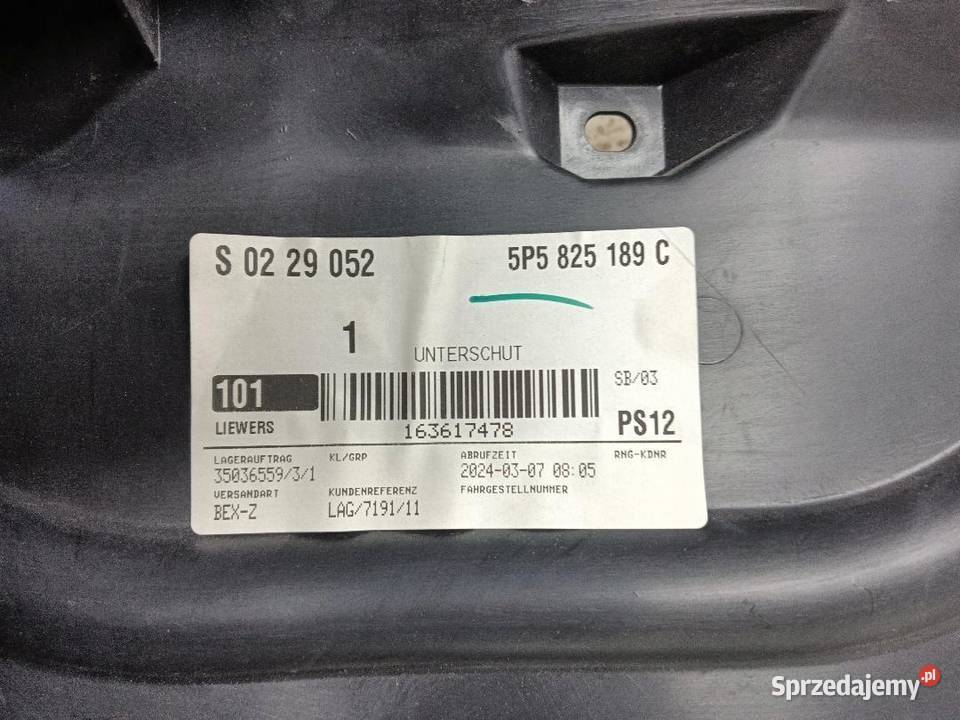 S 02 29 052 5P5 825 189 C
1
UNTERSCHUT
101
SB/03
LIEWERS 163617478 PS12
LAGERAUFTRAG KL/GRP ABRUFZEIT RNG-KDNR
35036559/3/1 2024-03-07 08:05
VERSANDART KUNDENREFERENZ FAHRGESTELLNUMMER
BEX-Z LAG/7191/11
Sprzedajemy.pl